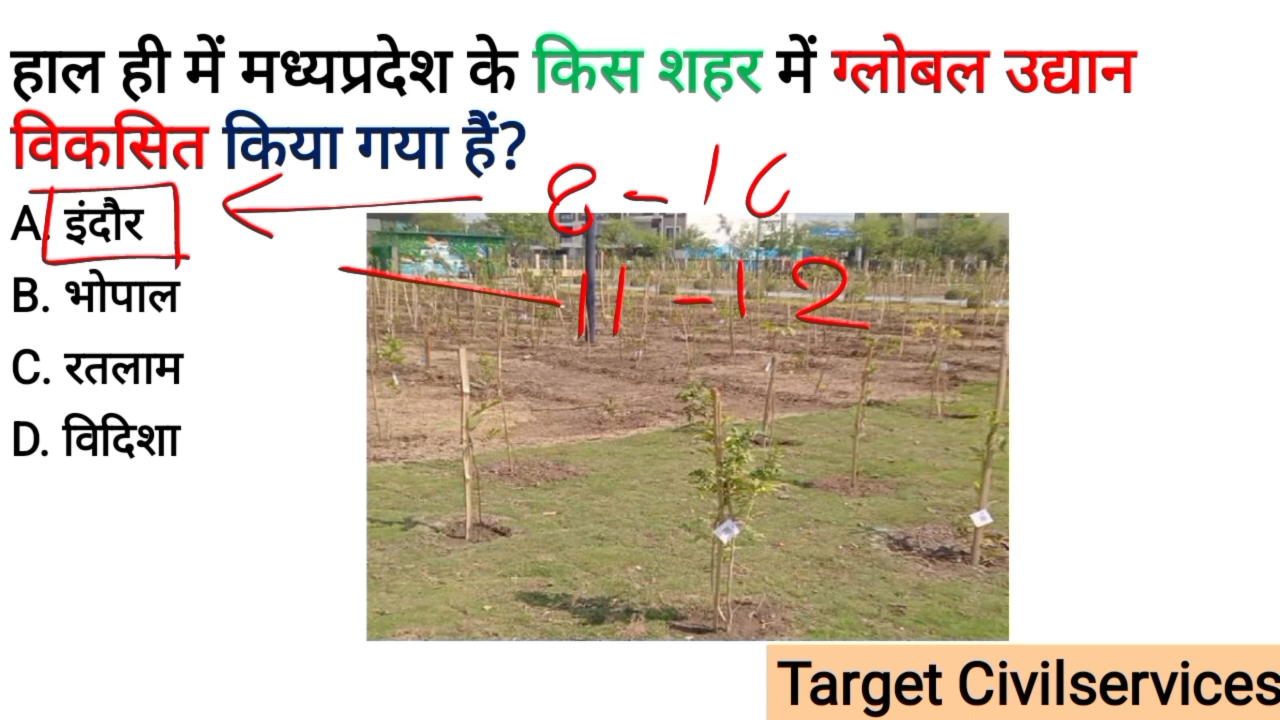 हाल ही में मध्यप्रदेश के किस शहर में ग्लोबल उद्यान
विकसित किया गया हैं?
A. इंदौर
8 - 10
11 - 12
B. भोपाल
C. रतलाम
D. विदिशा
Target Civilservices